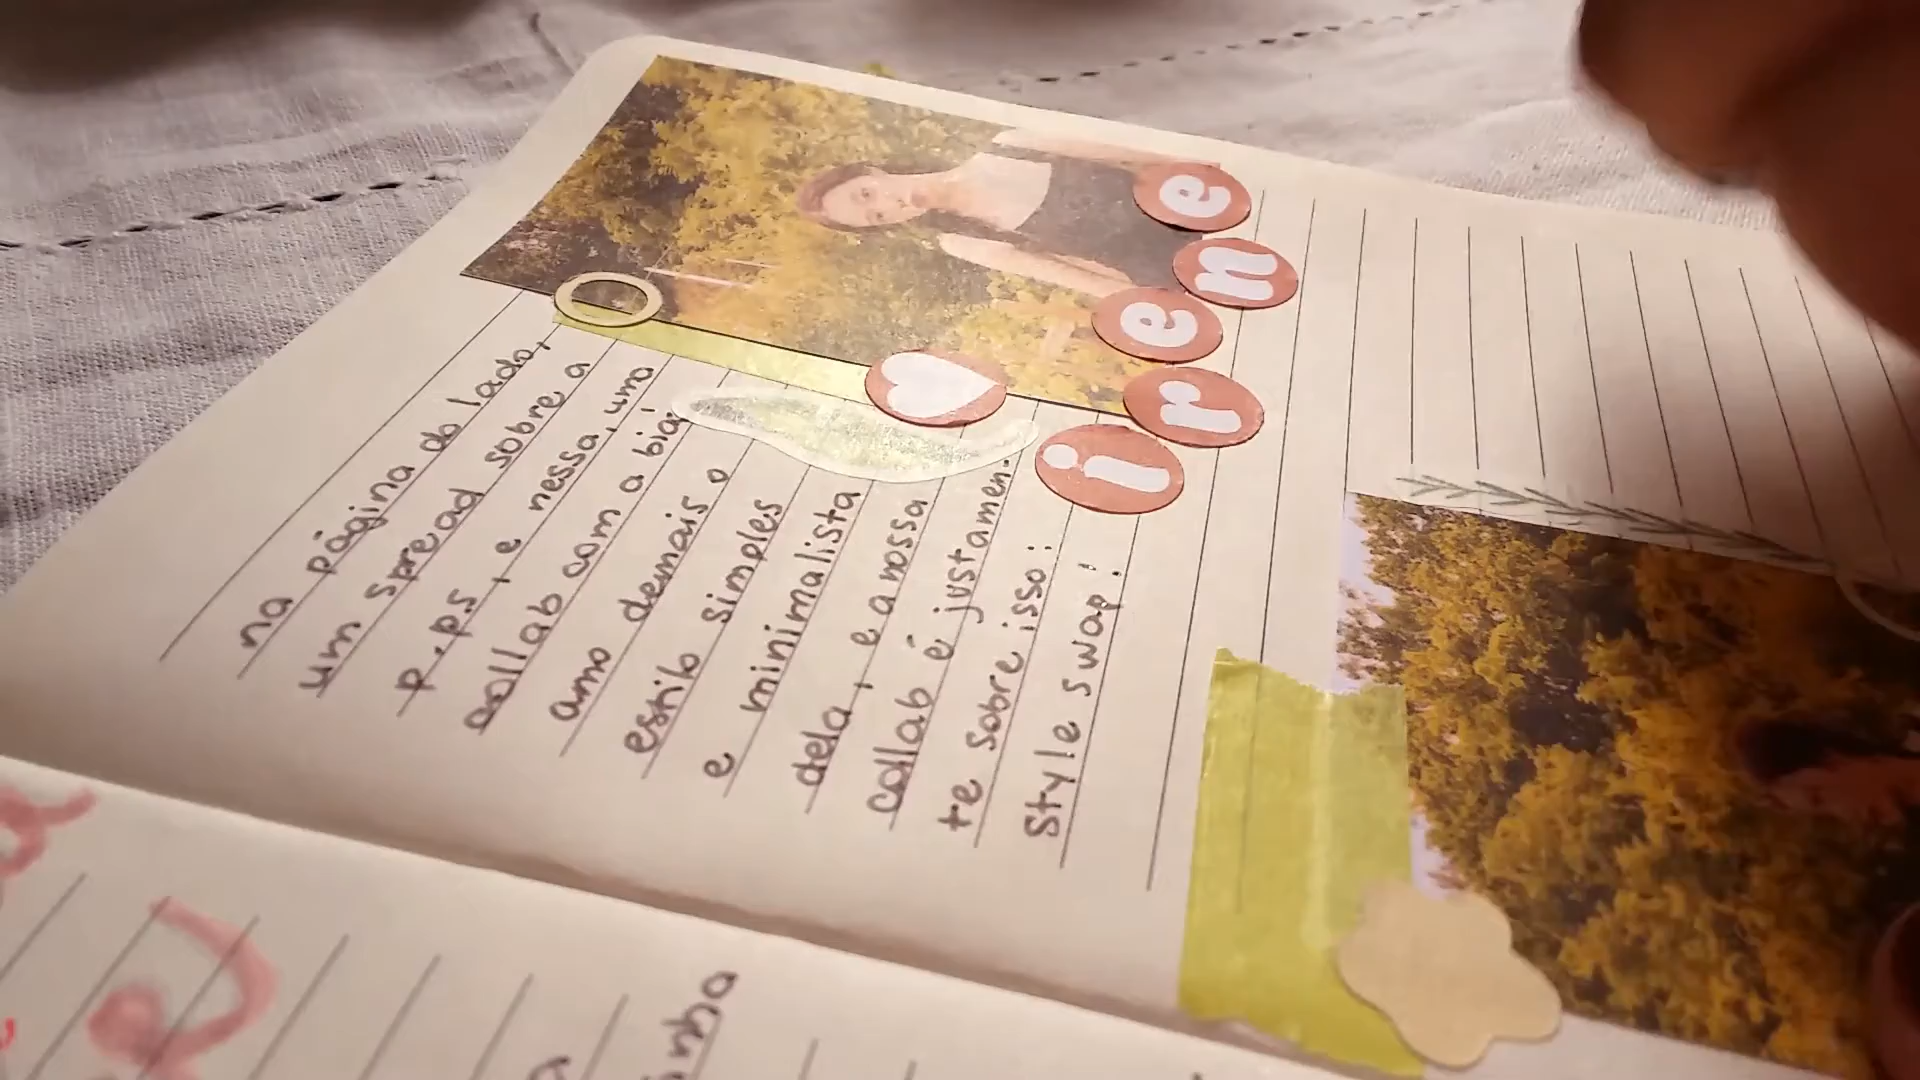 irene
na página do lado,
um spread sobre a
p.ps, e nessa, uma
collab com a bia,
amo demais o
estilo simples
e minimalista
dela, e a nossa
collab é justamen-
te sobre isso:
style swap!